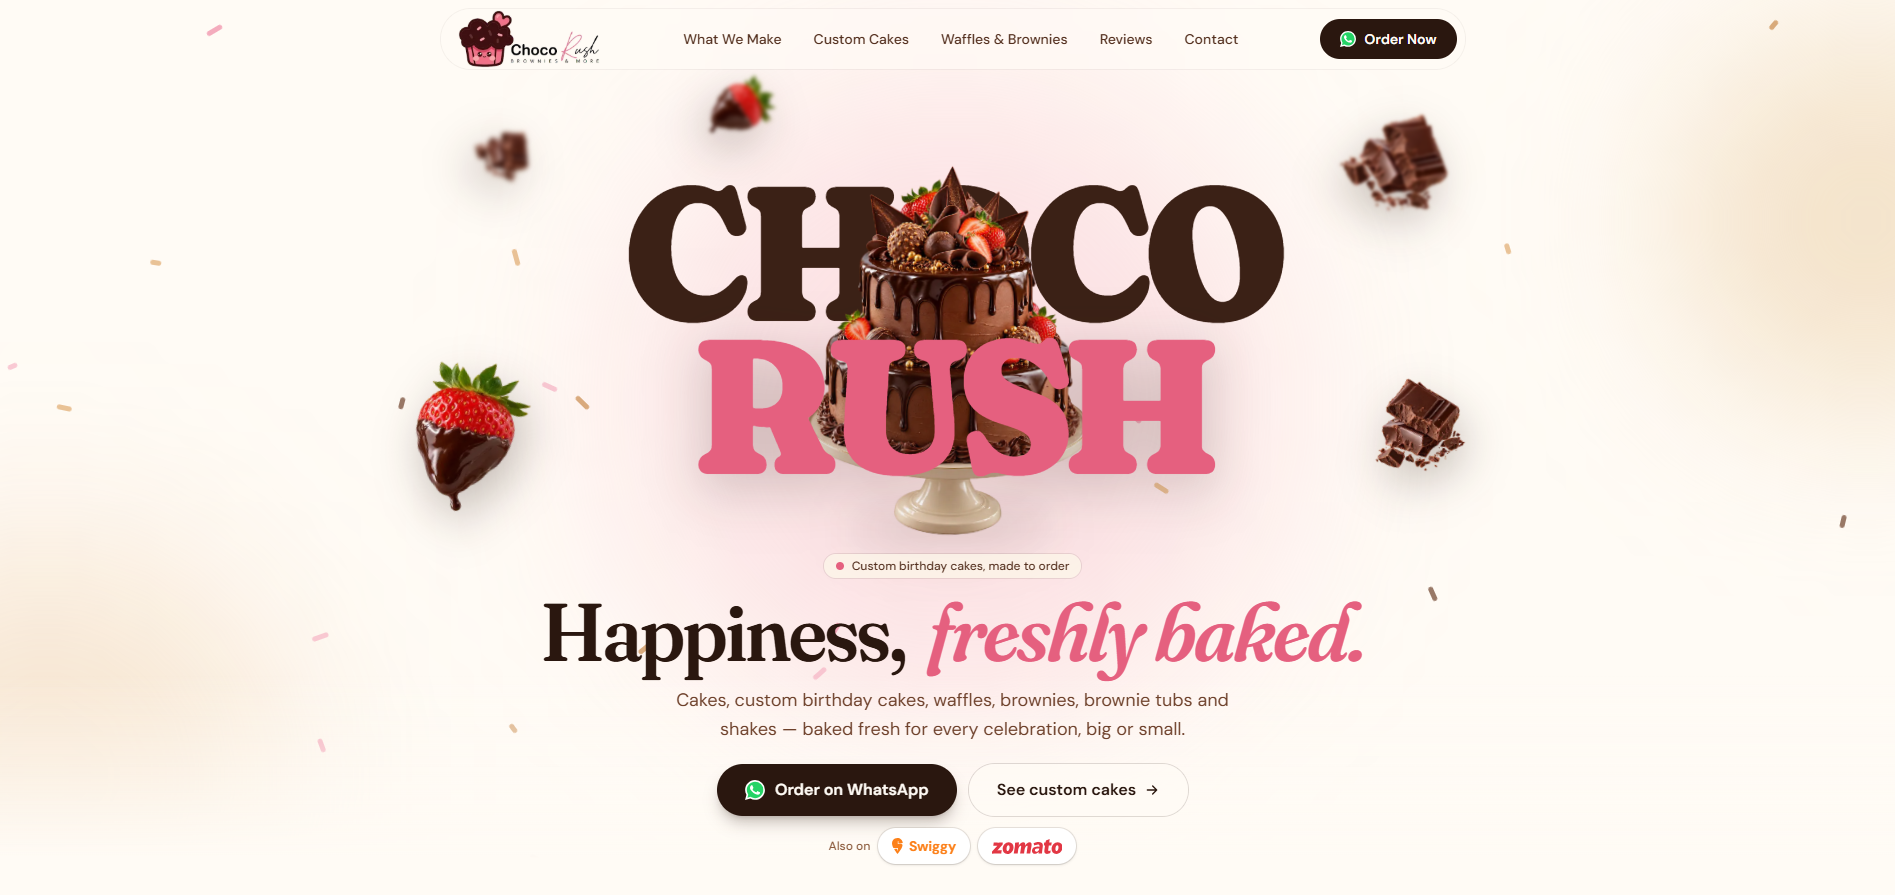 Choco Rush
BROWNIES & MORE
What We Make
Custom Cakes
Waffles & Brownies
Reviews
Contact
Order Now
CHOCO
RUSH
Custom birthday cakes, made to order
Happiness, freshly baked.
Cakes, custom birthday cakes, waffles, brownies, brownie tubs and
shakes — baked fresh for every celebration, big or small.
Order on WhatsApp
See custom cakes →
Also on
Swiggy
zomato